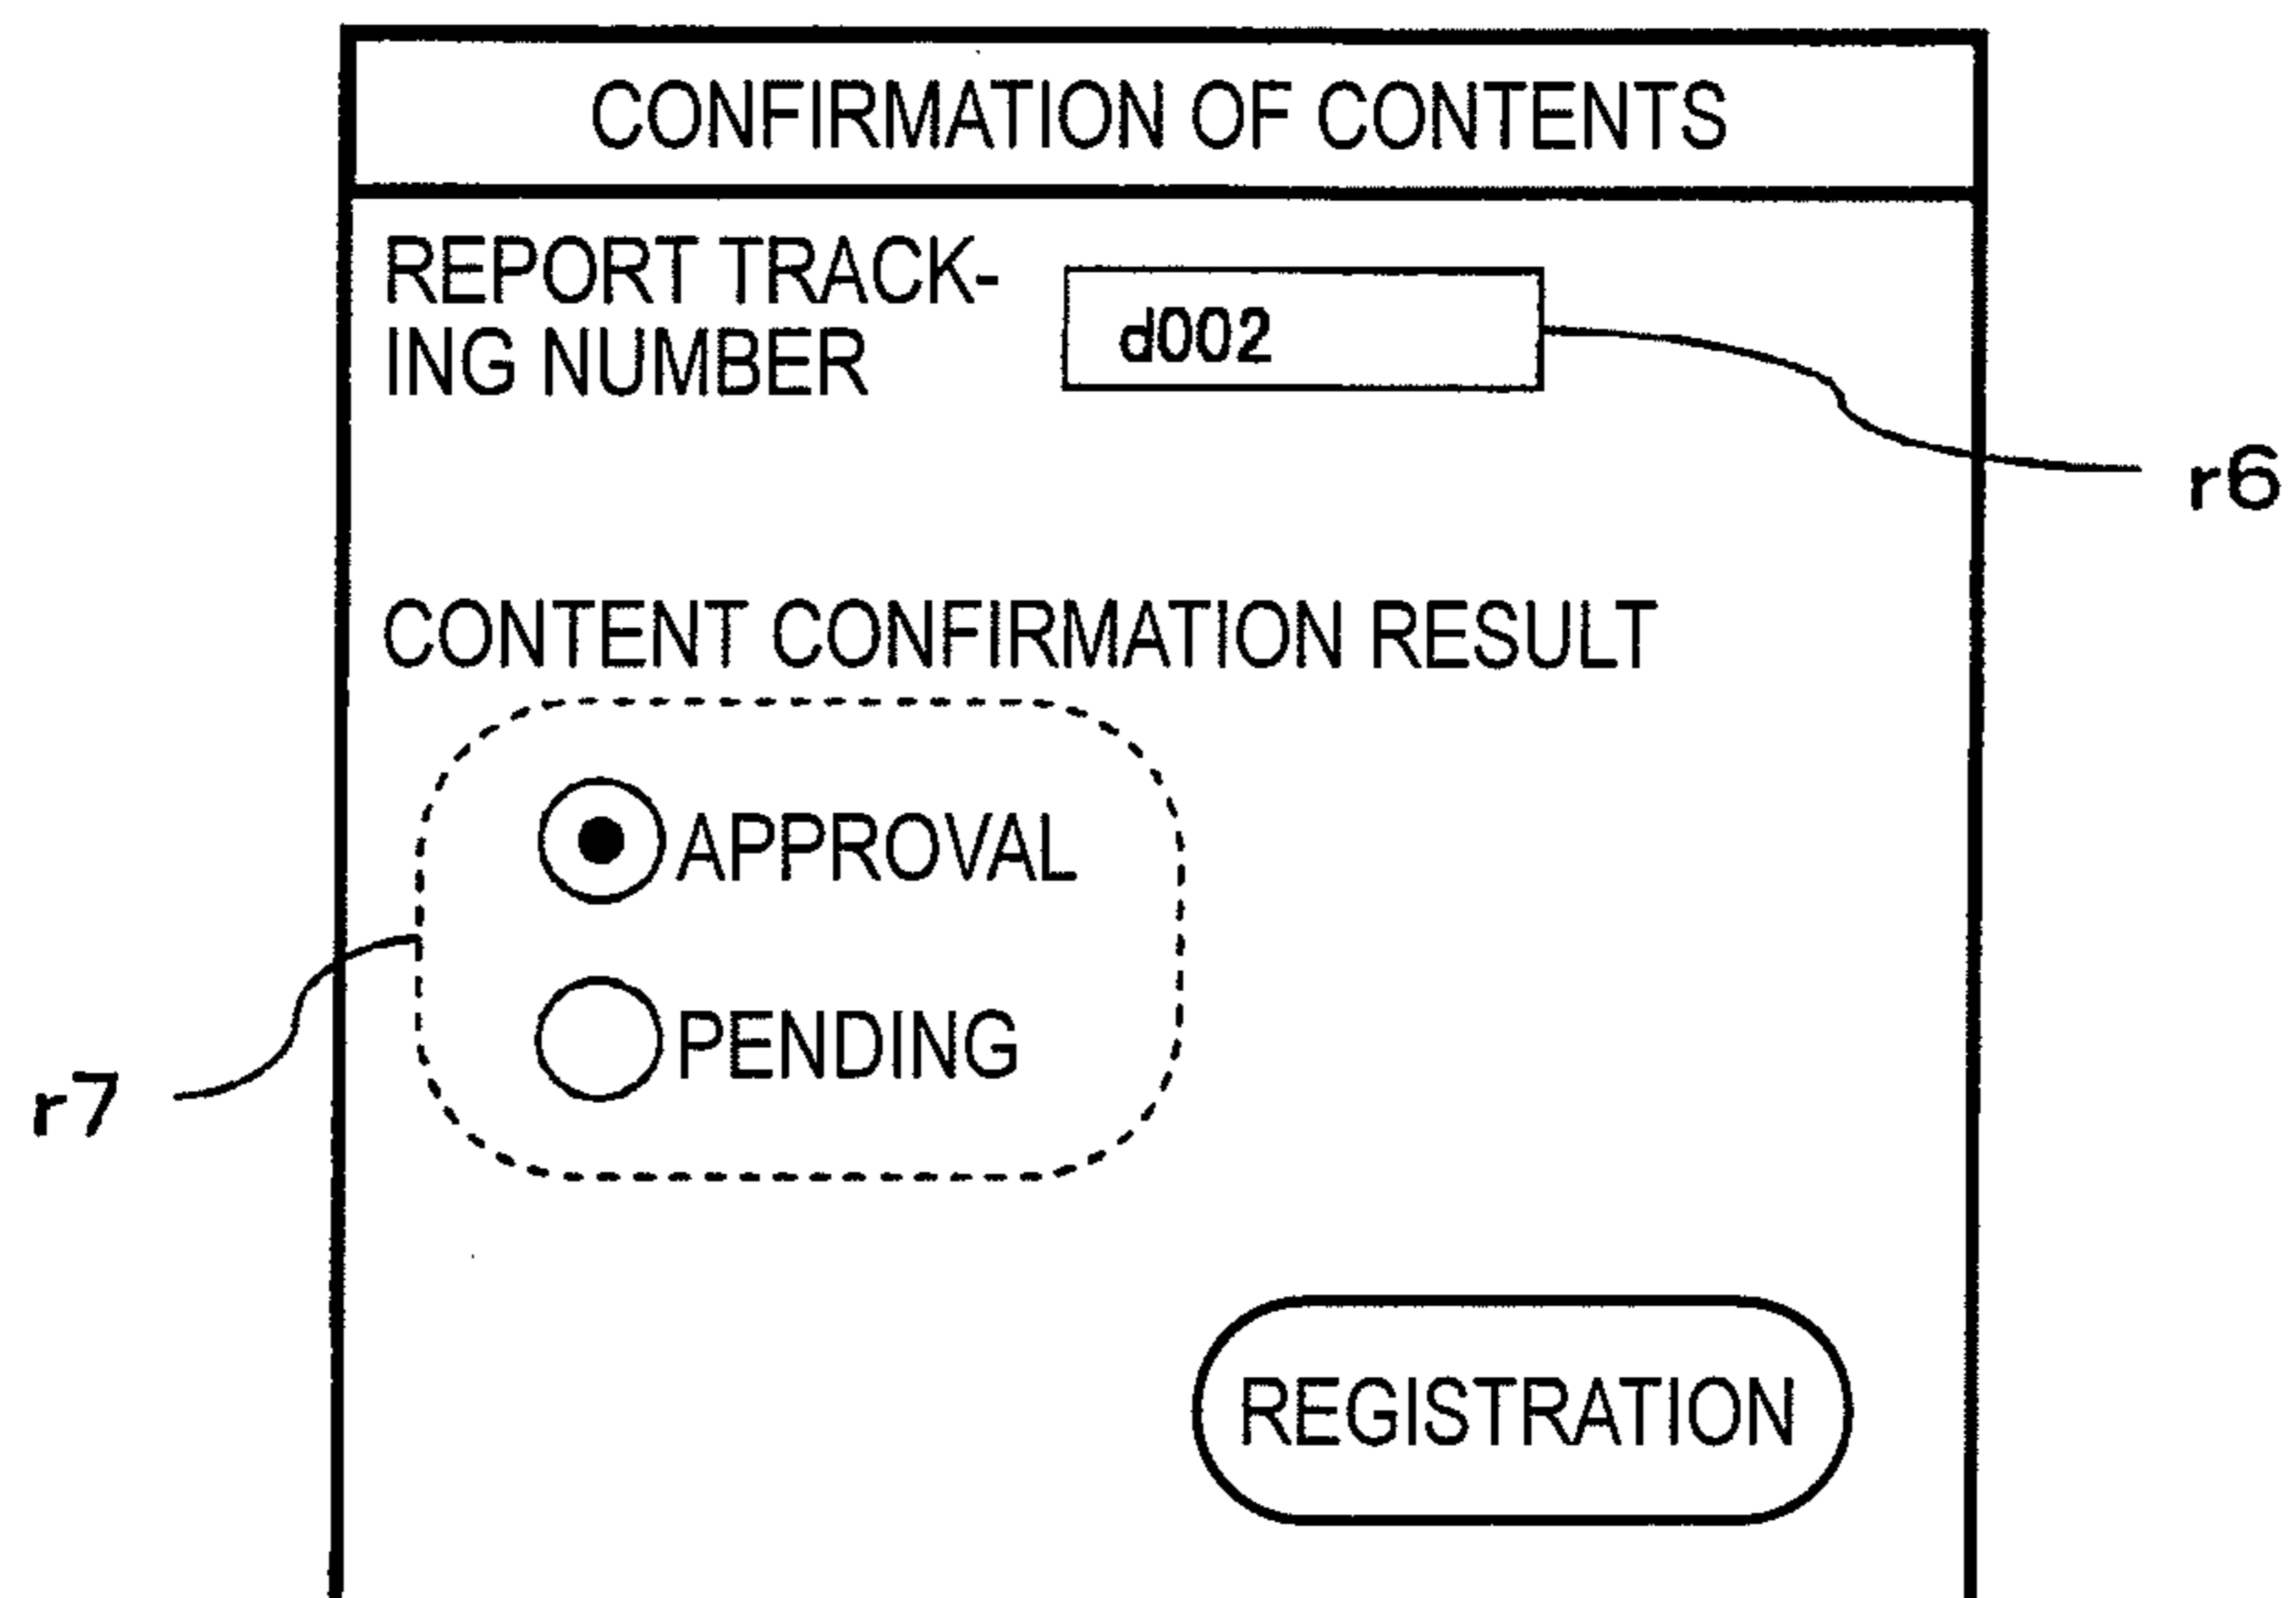 CONFIRMATION OF CONTENTS
REPORT TRACK-
ING NUMBER
d002
r6
CONTENT CONFIRMATION RESULT
APPROVAL
PENDING
r7
REGISTRATION